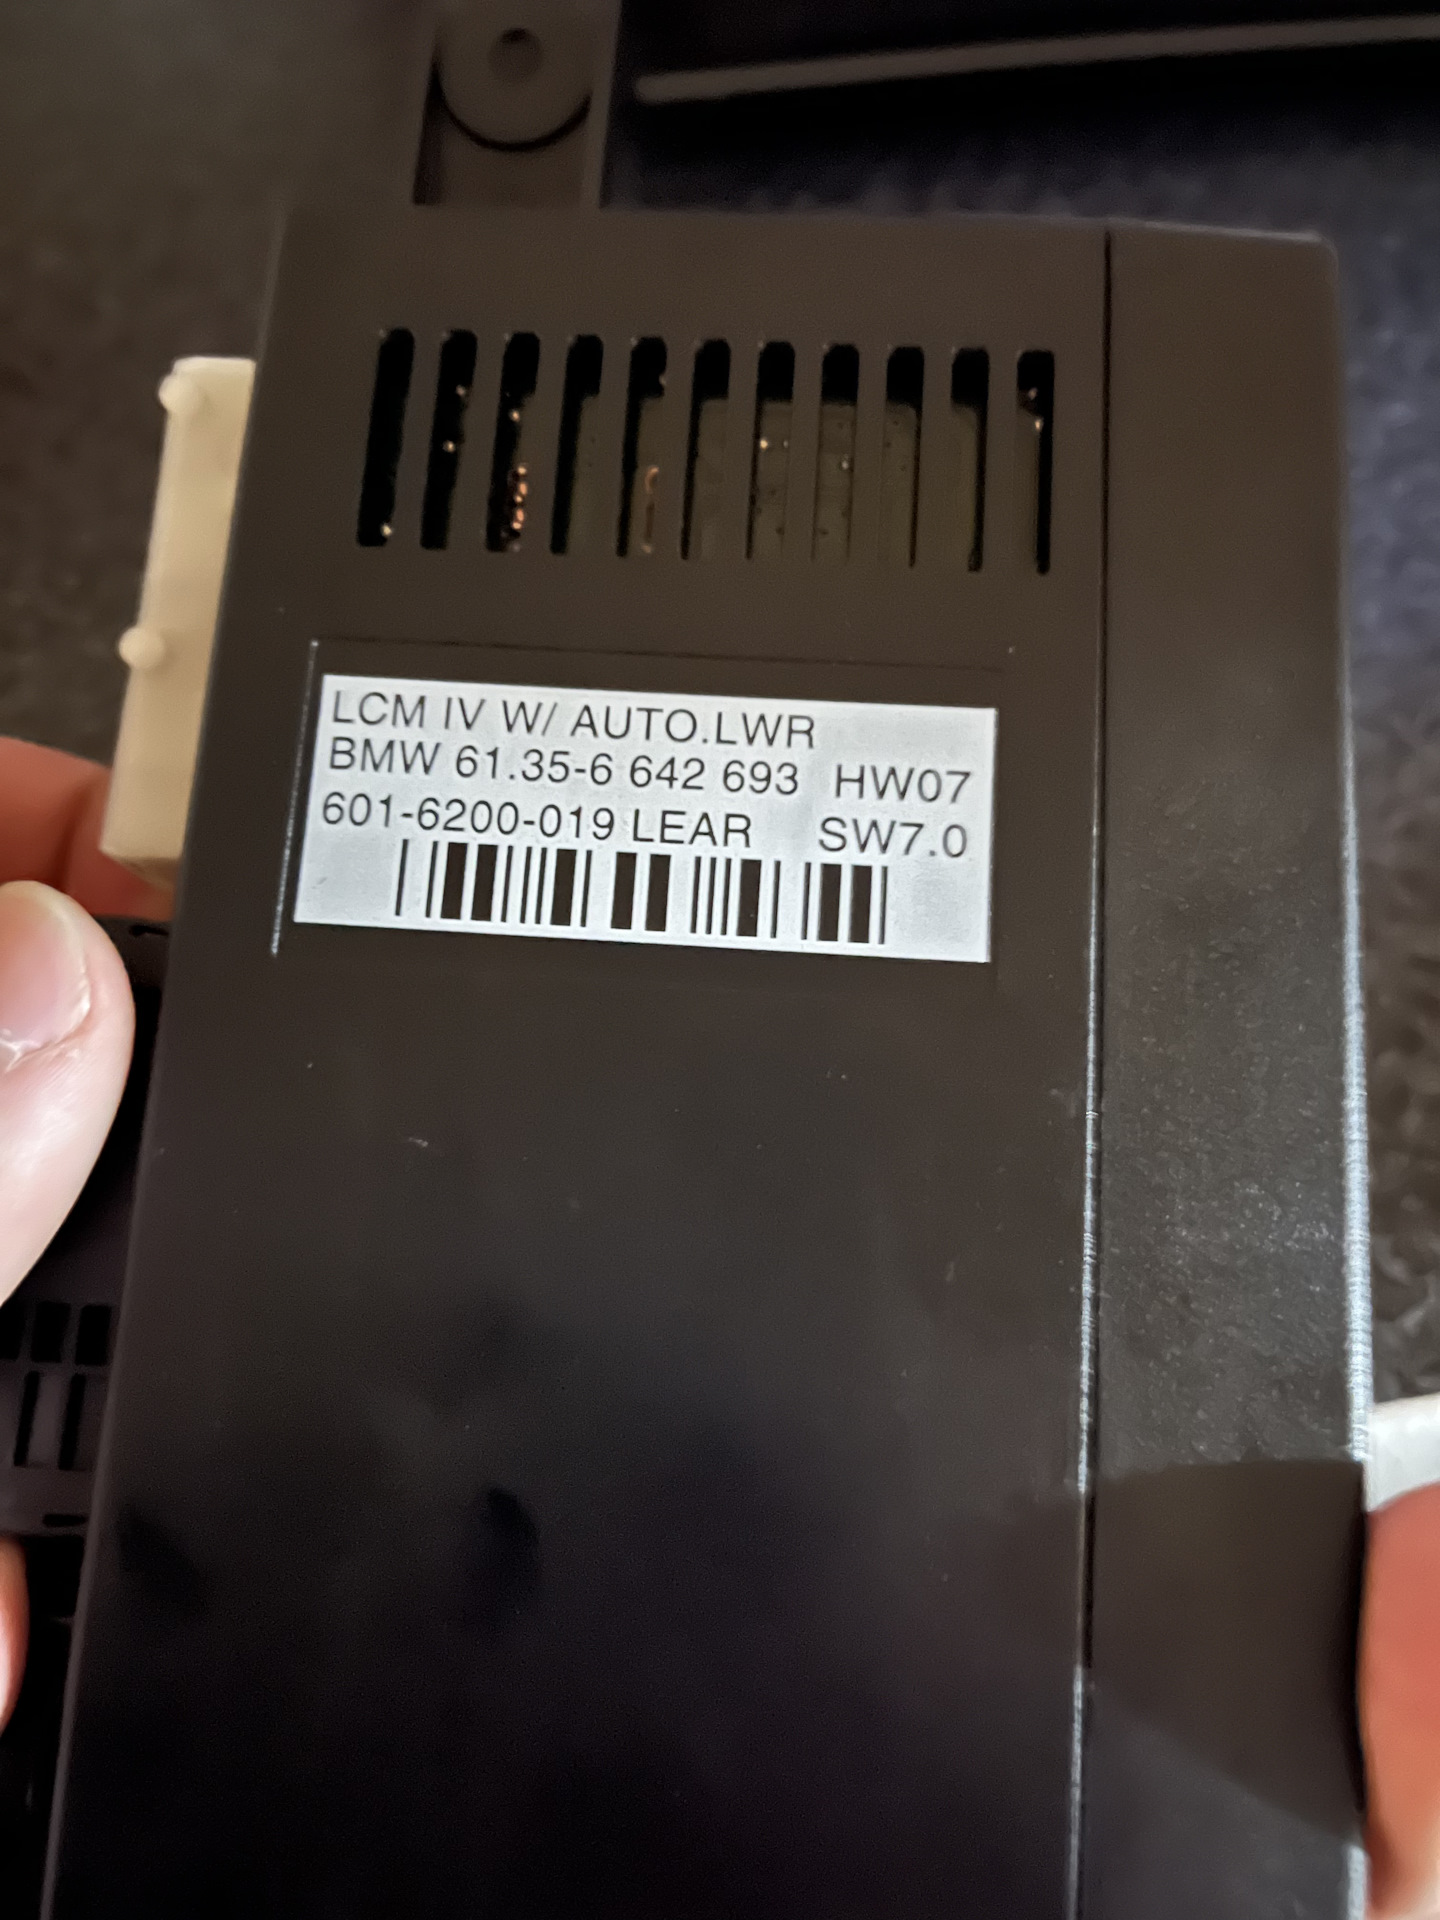 LCM IV W/ AUTO.LWR
BMW 61.35-6 642 693 HW07
601-6200-019 LEAR SW7.0